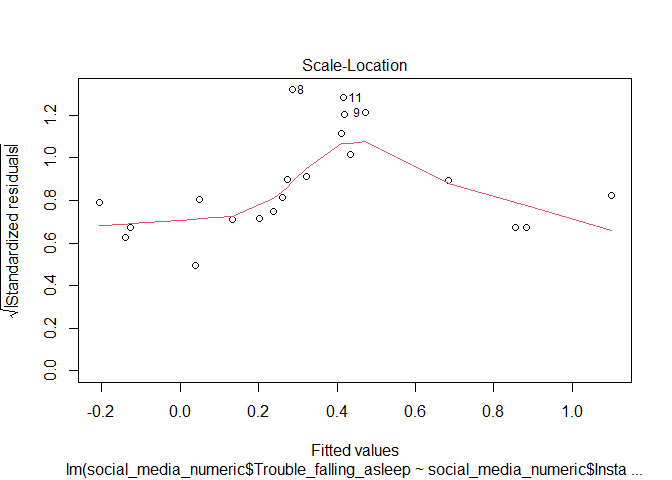 Scale-Location
√|Standardized residuals|
0.0 0.2 0.4 0.6 0.8 1.0 1.2
8
11
9
-0.2 0.0 0.2 0.4 0.6 0.8 1.0
Fitted values
lm(social_media_numeric$Trouble_falling_asleep ~ social_media_numeric$Insta ...